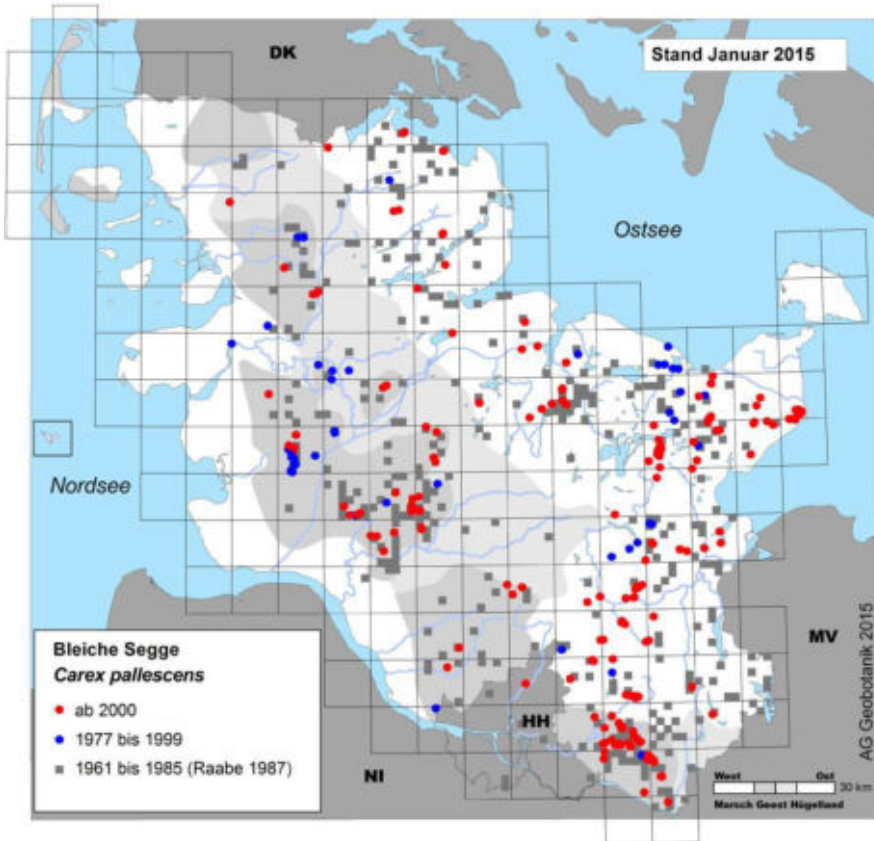 DK
Stand Januar 2015
Ostsee
Nordsee
Bleiche Segge
Carex pallescens
ab 2000
1977 bis 1999
1961 bis 1985 (Raabe 1987)
MV
HH
NI
West Ost
30 km
Marsch Geest Hügelland
AG Geobotanik 2015